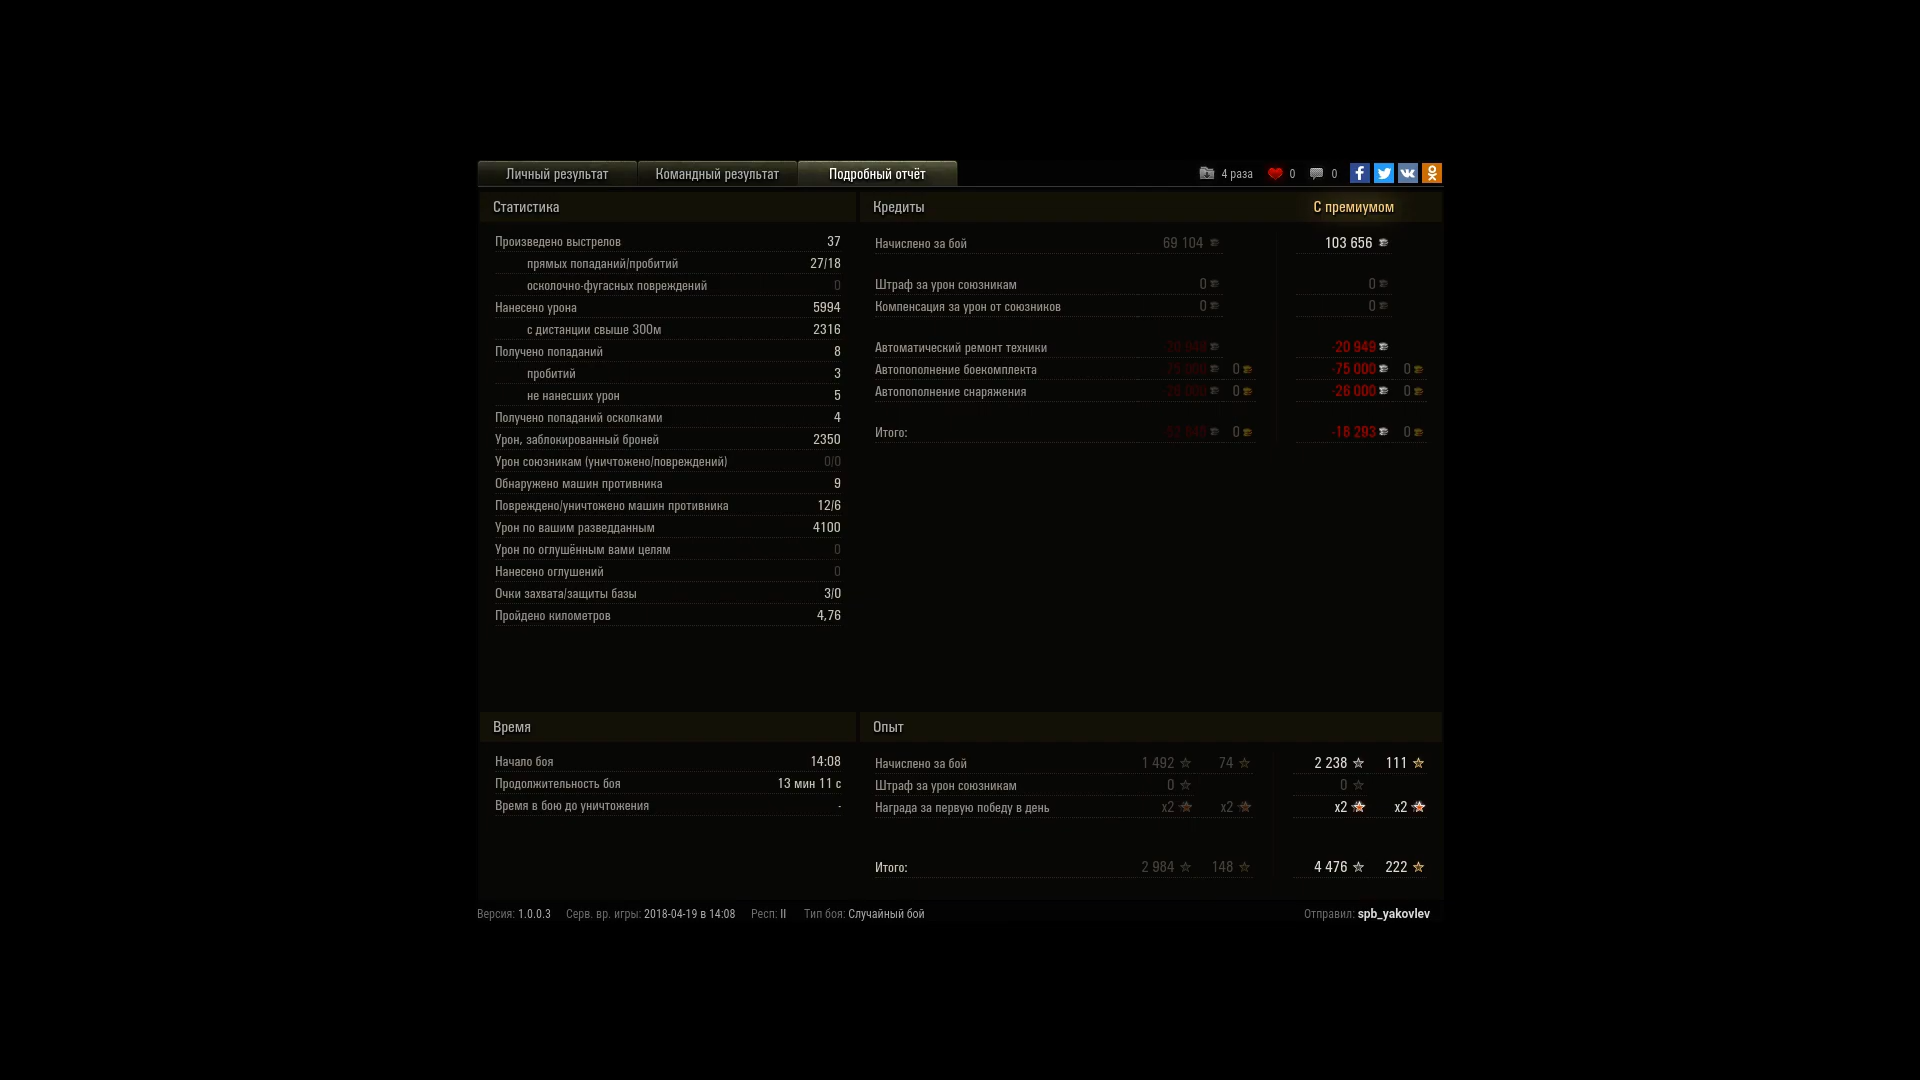 Личный результат Командный результат Подробный отчёт 4 раза 0 0
Статистика
Произведено выстрелов 37
прямых попаданий/пробитий 27/18
осколочно-фугасных повреждений 0
Нанесено урона 5994
с дистанции свыше 300м 2316
Получено попаданий 8
пробитий 3
не нанесших урон 5
Получено попаданий осколками 4
Урон, заблокированный броней 2350
Урон союзникам (уничтожено/повреждений) 0/0
Обнаружено машин противника 9
Повреждено/уничтожено машин противника 12/6
Урон по вашим разведданным 4100
Урон по оглушённым вами целям 0
Нанесено оглушений 0
Очки захвата/защиты базы 3/0
Пройдено километров 4,76
Кредиты С премиумом
Начислено за бой 69 104 103 656
Штраф за урон союзникам 0 0
Компенсация за урон от союзников 0 0
Автоматический ремонт техники -20 949 -20 949
Автопополнение боекомплекта -75 000 0 -75 000 0
Автопополнение снаряжения 0 -26 000 0
Итого: 0 -18 293 0
Время
Начало боя 14:08
Продолжительность боя 13 мин 11 с
Время в бою до уничтожения -
Опыт
Начислено за бой 1 492 74 2 238 111
Штраф за урон союзникам 0 0
Награда за первую победу в день x2 x2 x2 x2
Итого: 2 984 148 4 476 222
Версия: 1.0.0.3 Серв. вр. игры: 2018-04-19 в 14:08 Респ: II Тип боя: Случайный бой Отправил: spb_yakovlev